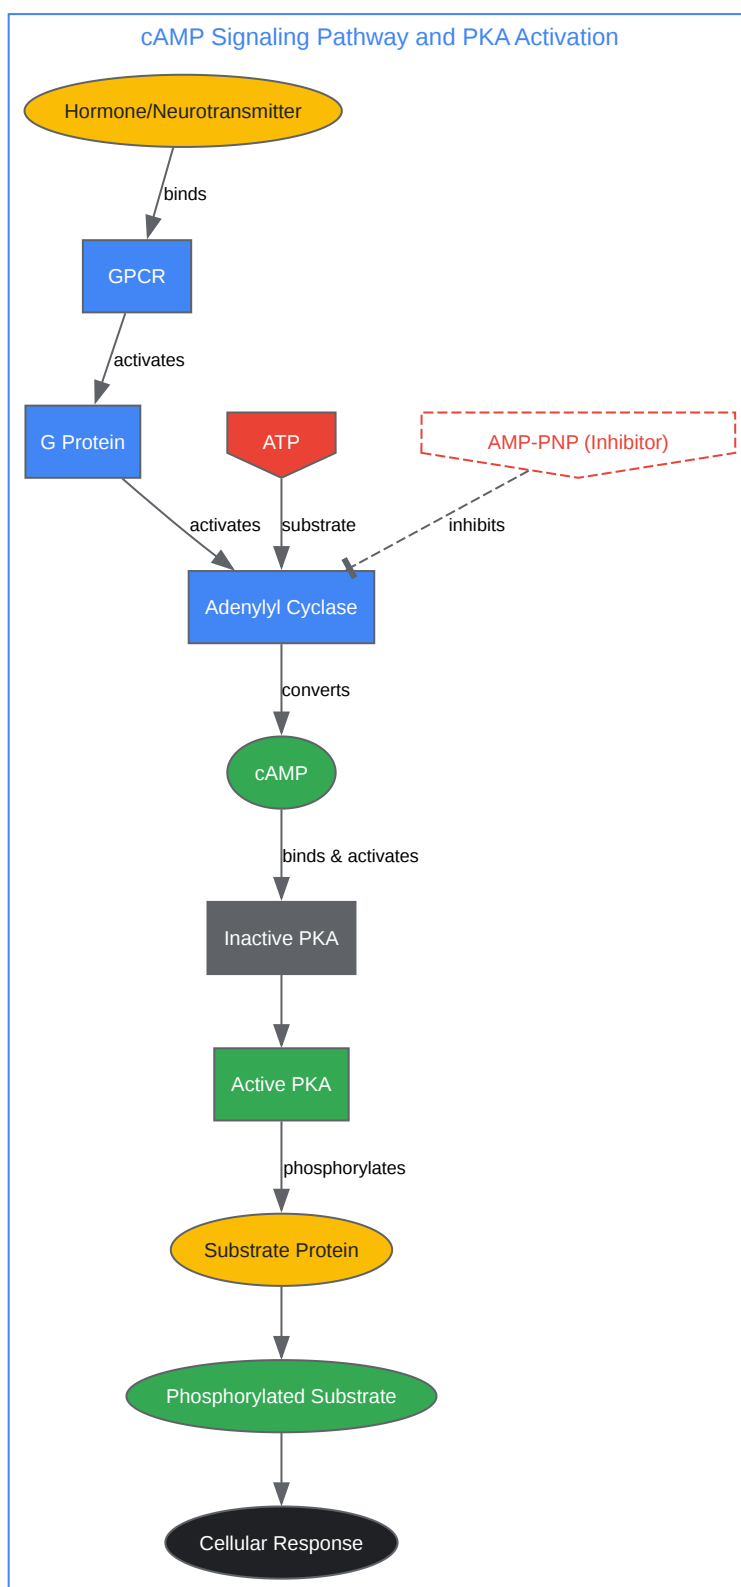 cAMP Signaling Pathway and PKA Activation
Hormone/Neurotransmitter
binds
GPCR
activates
G Protein
ATP
AMP-PNP (Inhibitor)
activates
substrate
inhibits
Adenylyl Cyclase
converts
cAMP
binds & activates
Inactive PKA
Active PKA
phosphorylates
Substrate Protein
Phosphorylated Substrate
Cellular Response